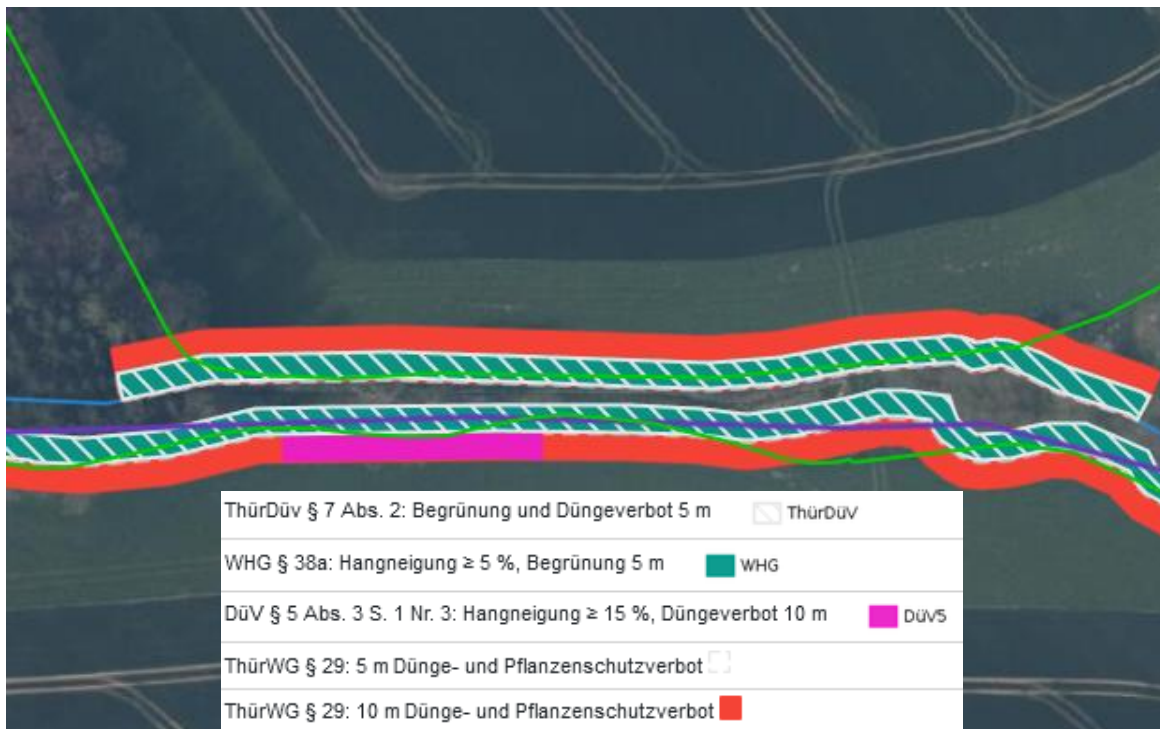 ThürDüv § 7 Abs. 2: Begrünung und Düngeverbot 5 m ThürDüV
WHG § 38a: Hangneigung ≥ 5 %, Begrünung 5 m WHG
DüV § 5 Abs. 3 S. 1 Nr. 3: Hangneigung ≥ 15 %, Düngeverbot 10 m DüV5
ThürWG § 29: 5 m Dünge- und Pflanzenschutzverbot
ThürWG § 29: 10 m Dünge- und Pflanzenschutzverbot